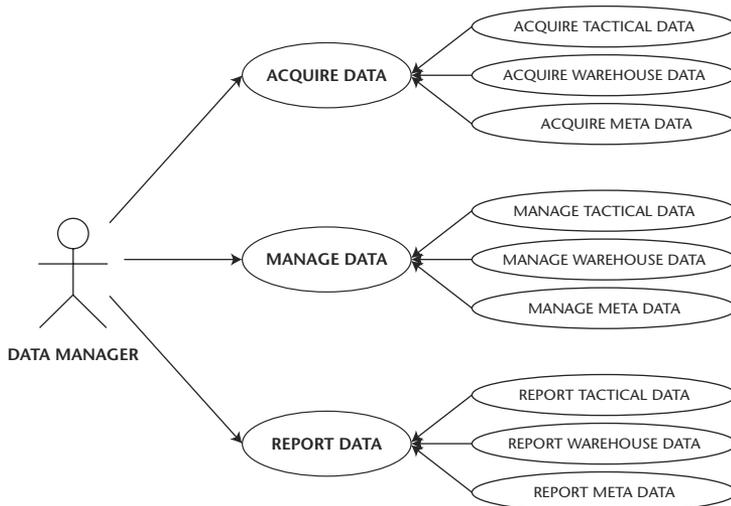 ACQUIRE TACTICAL DATA
ACQUIRE DATA
ACQUIRE WAREHOUSE DATA
ACQUIRE META DATA
MANAGE TACTICAL DATA
MANAGE DATA
MANAGE WAREHOUSE DATA
MANAGE META DATA
DATA MANAGER
REPORT TACTICAL DATA
REPORT DATA
REPORT WAREHOUSE DATA
REPORT META DATA